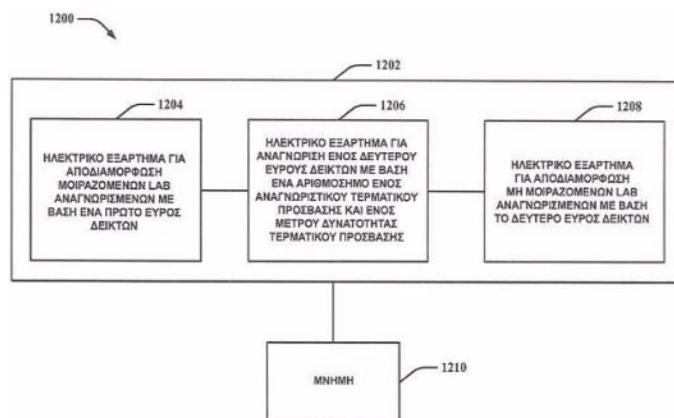 1200
1202
1204
ΗΛΕΚΤΡΙΚΟ ΕΞΑΡΤΗΜΑ ΓΙΑ
ΑΠΟΔΙΑΜΟΡΦΩΣΗ
ΜΟΙΡΑΖΟΜΕΝΩΝ LAB
ΑΝΑΓΝΩΡΙΣΜΕΝΩΝ ΜΕ
ΒΑΣΗ ΕΝΑ ΠΡΩΤΟ ΕΥΡΟΣ
ΔΕΙΚΤΩΝ
1206
ΗΛΕΚΤΡΙΚΟ ΕΞΑΡΤΗΜΑ ΓΙΑ
ΑΝΑΓΝΩΡΙΣΗ ΕΝΟΣ ΔΕΥΤΕΡΟΥ
ΕΥΡΟΥΣ ΔΕΙΚΤΩΝ ΜΕ ΒΑΣΗ
ΕΝΑ ΑΡΙΘΜΟΣΗΜΟ ΕΝΟΣ
ΑΝΑΓΝΩΡΙΣΤΙΚΟΥ ΤΕΡΜΑΤΙΚΟΥ
ΠΡΟΣΒΑΣΗΣ ΚΑΙ ΕΝΟΣ
ΜΕΤΡΟΥ ΔΥΝΑΤΟΤΗΤΑΣ
ΤΕΡΜΑΤΙΚΟΥ ΠΡΟΣΒΑΣΗΣ
1208
ΗΛΕΚΤΡΙΚΟ ΕΞΑΡΤΗΜΑ
ΓΙΑ ΑΠΟΔΙΑΜΟΡΦΩΣΗ
ΜΗ ΜΟΙΡΑΖΟΜΕΝΩΝ LAB
ΑΝΑΓΝΩΡΙΣΜΕΝΩΝ ΜΕ ΒΑΣΗ
ΤΟ ΔΕΥΤΕΡΟ ΕΥΡΟΣ ΔΕΙΚΤΩΝ
ΜΝΗΜΗ
1210